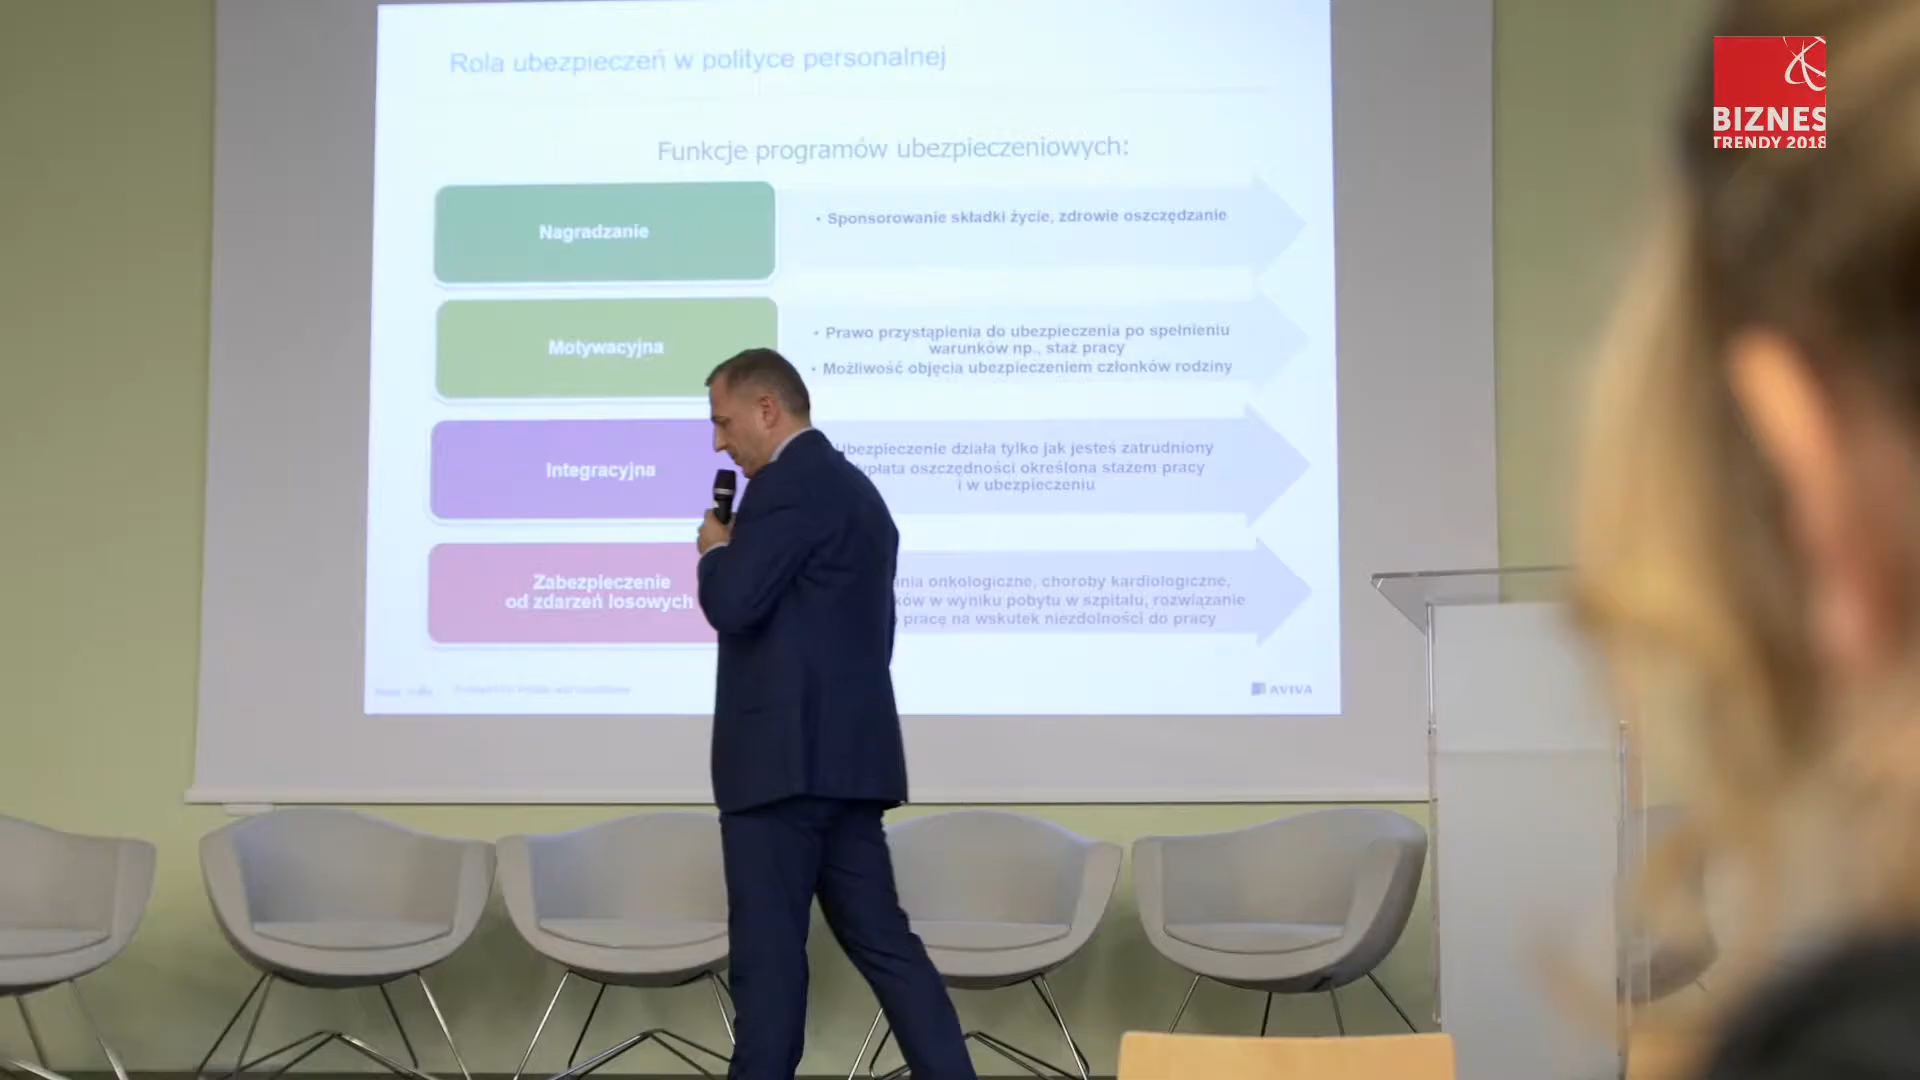 Rola ubezpieczeń w polityce personalnej
BIZNES
TRENDY 2018
Funkcje programów ubezpieczeniowych:
Nagradzanie
• Sponsorowanie składki życie, zdrowie oszczędzanie
Motywacyjna
• Prawo przystąpienia do ubezpieczenia po spełnieniu
warunków np., staż pracy
• Możliwość objęcia ubezpieczeniem członków rodziny
Integracyjna
Ubezpieczenie działa tylko jak jesteś zatrudniony
oszczędności określona stażem pracy
i w ubezpieczeniu
Zabezpieczenie
od zdarzeń losowych
onkologiczne, choroby kardiologiczne,
w wyniku pobytu w szpitalu, rozwiązanie
pracę na wskutek niezdolności do pracy
AVIVA